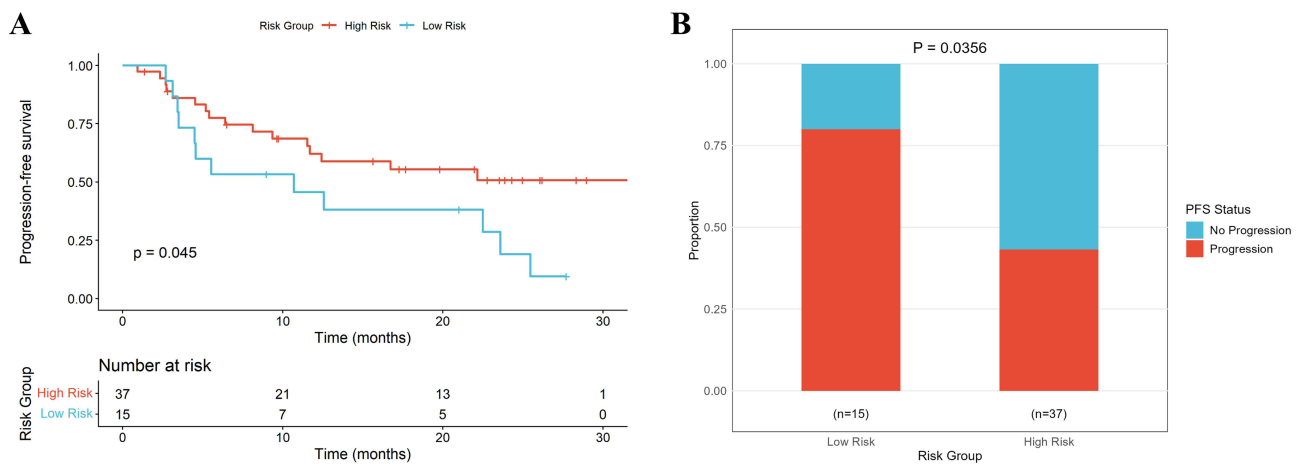 A
Risk Group High Risk Low Risk
Progression-free survival
1.00
0.75
0.50
0.25
0.00
p = 0.045
0 10 20 30
Time (months)
Number at risk
Risk Group
High Risk 37 21 13 1
Low Risk 15 7 5 0
0 10 20 30
Time (months)
B
P = 0.0356
Proportion
1.00
0.75
0.50
0.25
0.00
(n=15) (n=37)
Low Risk High Risk
Risk Group
PFS Status
No Progression
Progression